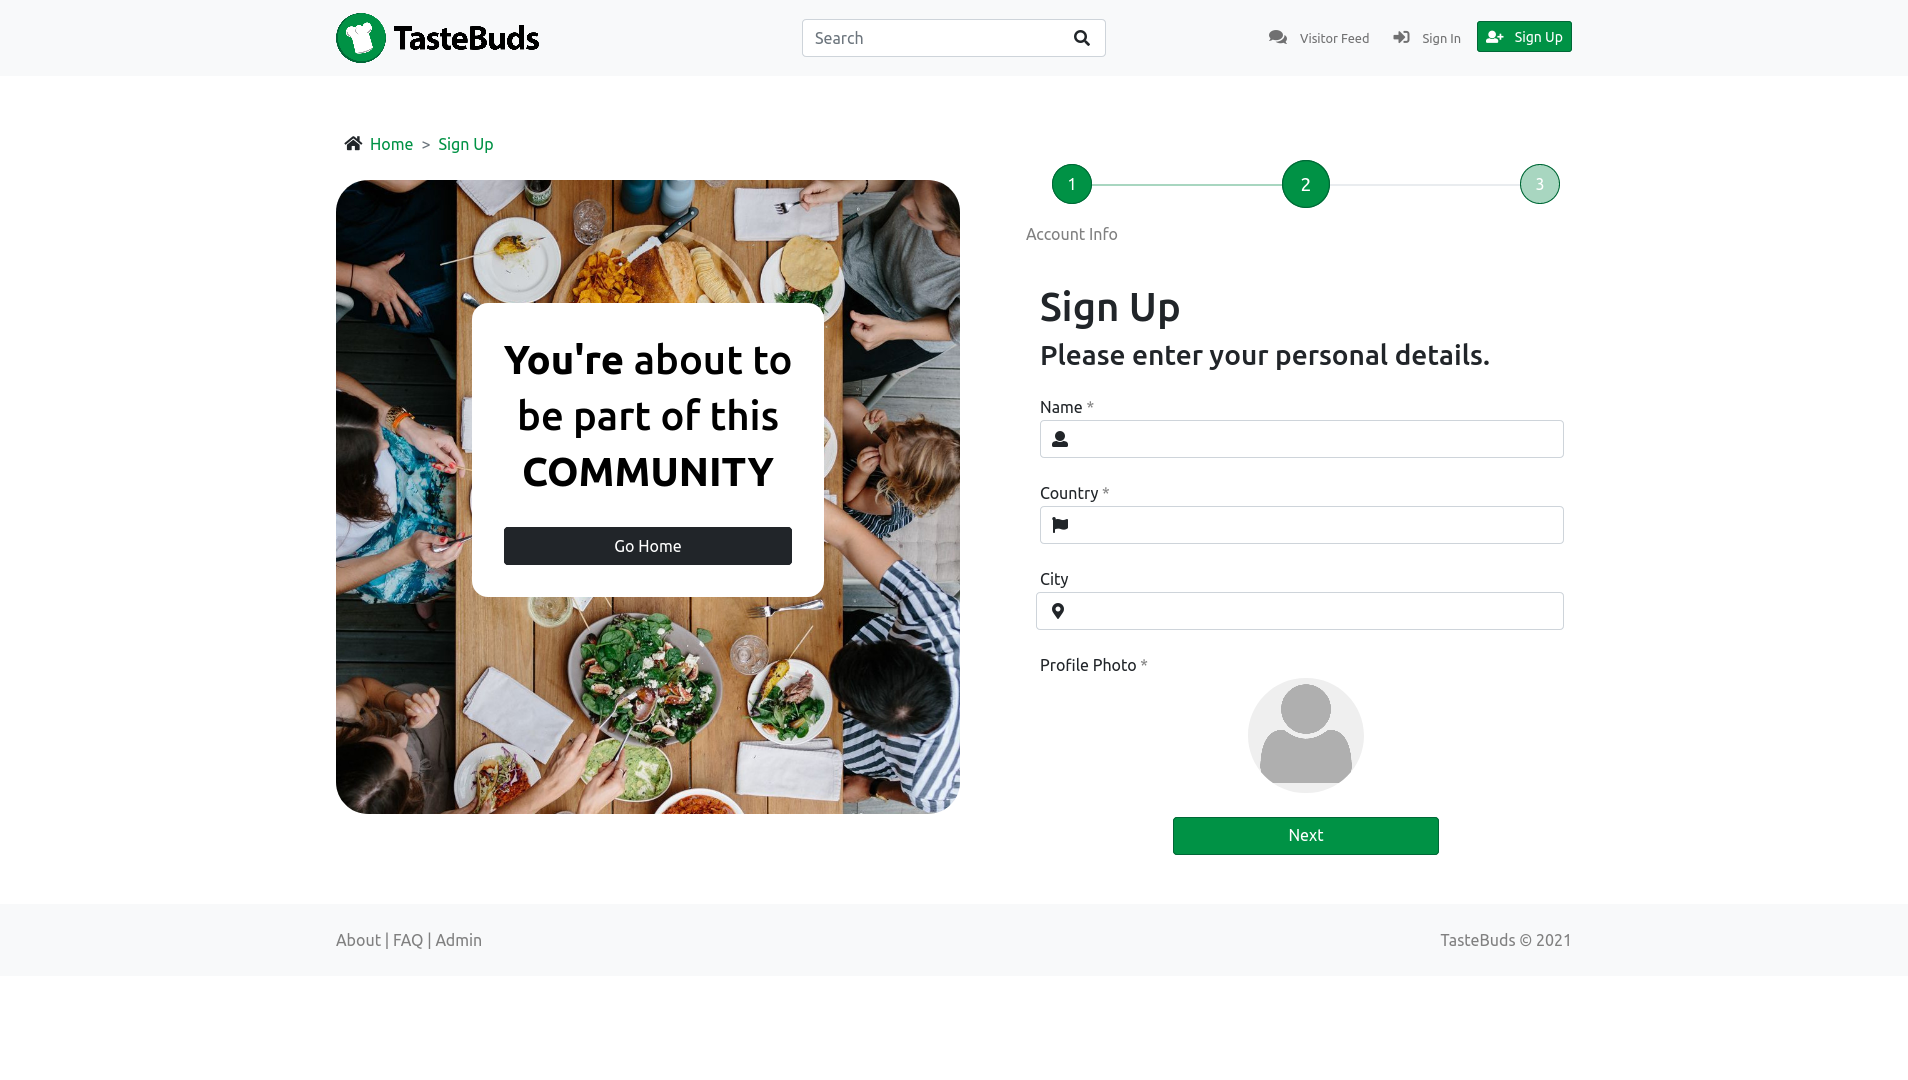 TasteBuds
Search
Visitor Feed
Sign In
Sign Up
Home > Sign Up
1
2
3
Account Info
You're about to
be part of this
COMMUNITY
Go Home
Sign Up
Please enter your personal details.
Name *
Country *
City
Profile Photo *
Next
About | FAQ | Admin
TasteBuds © 2021